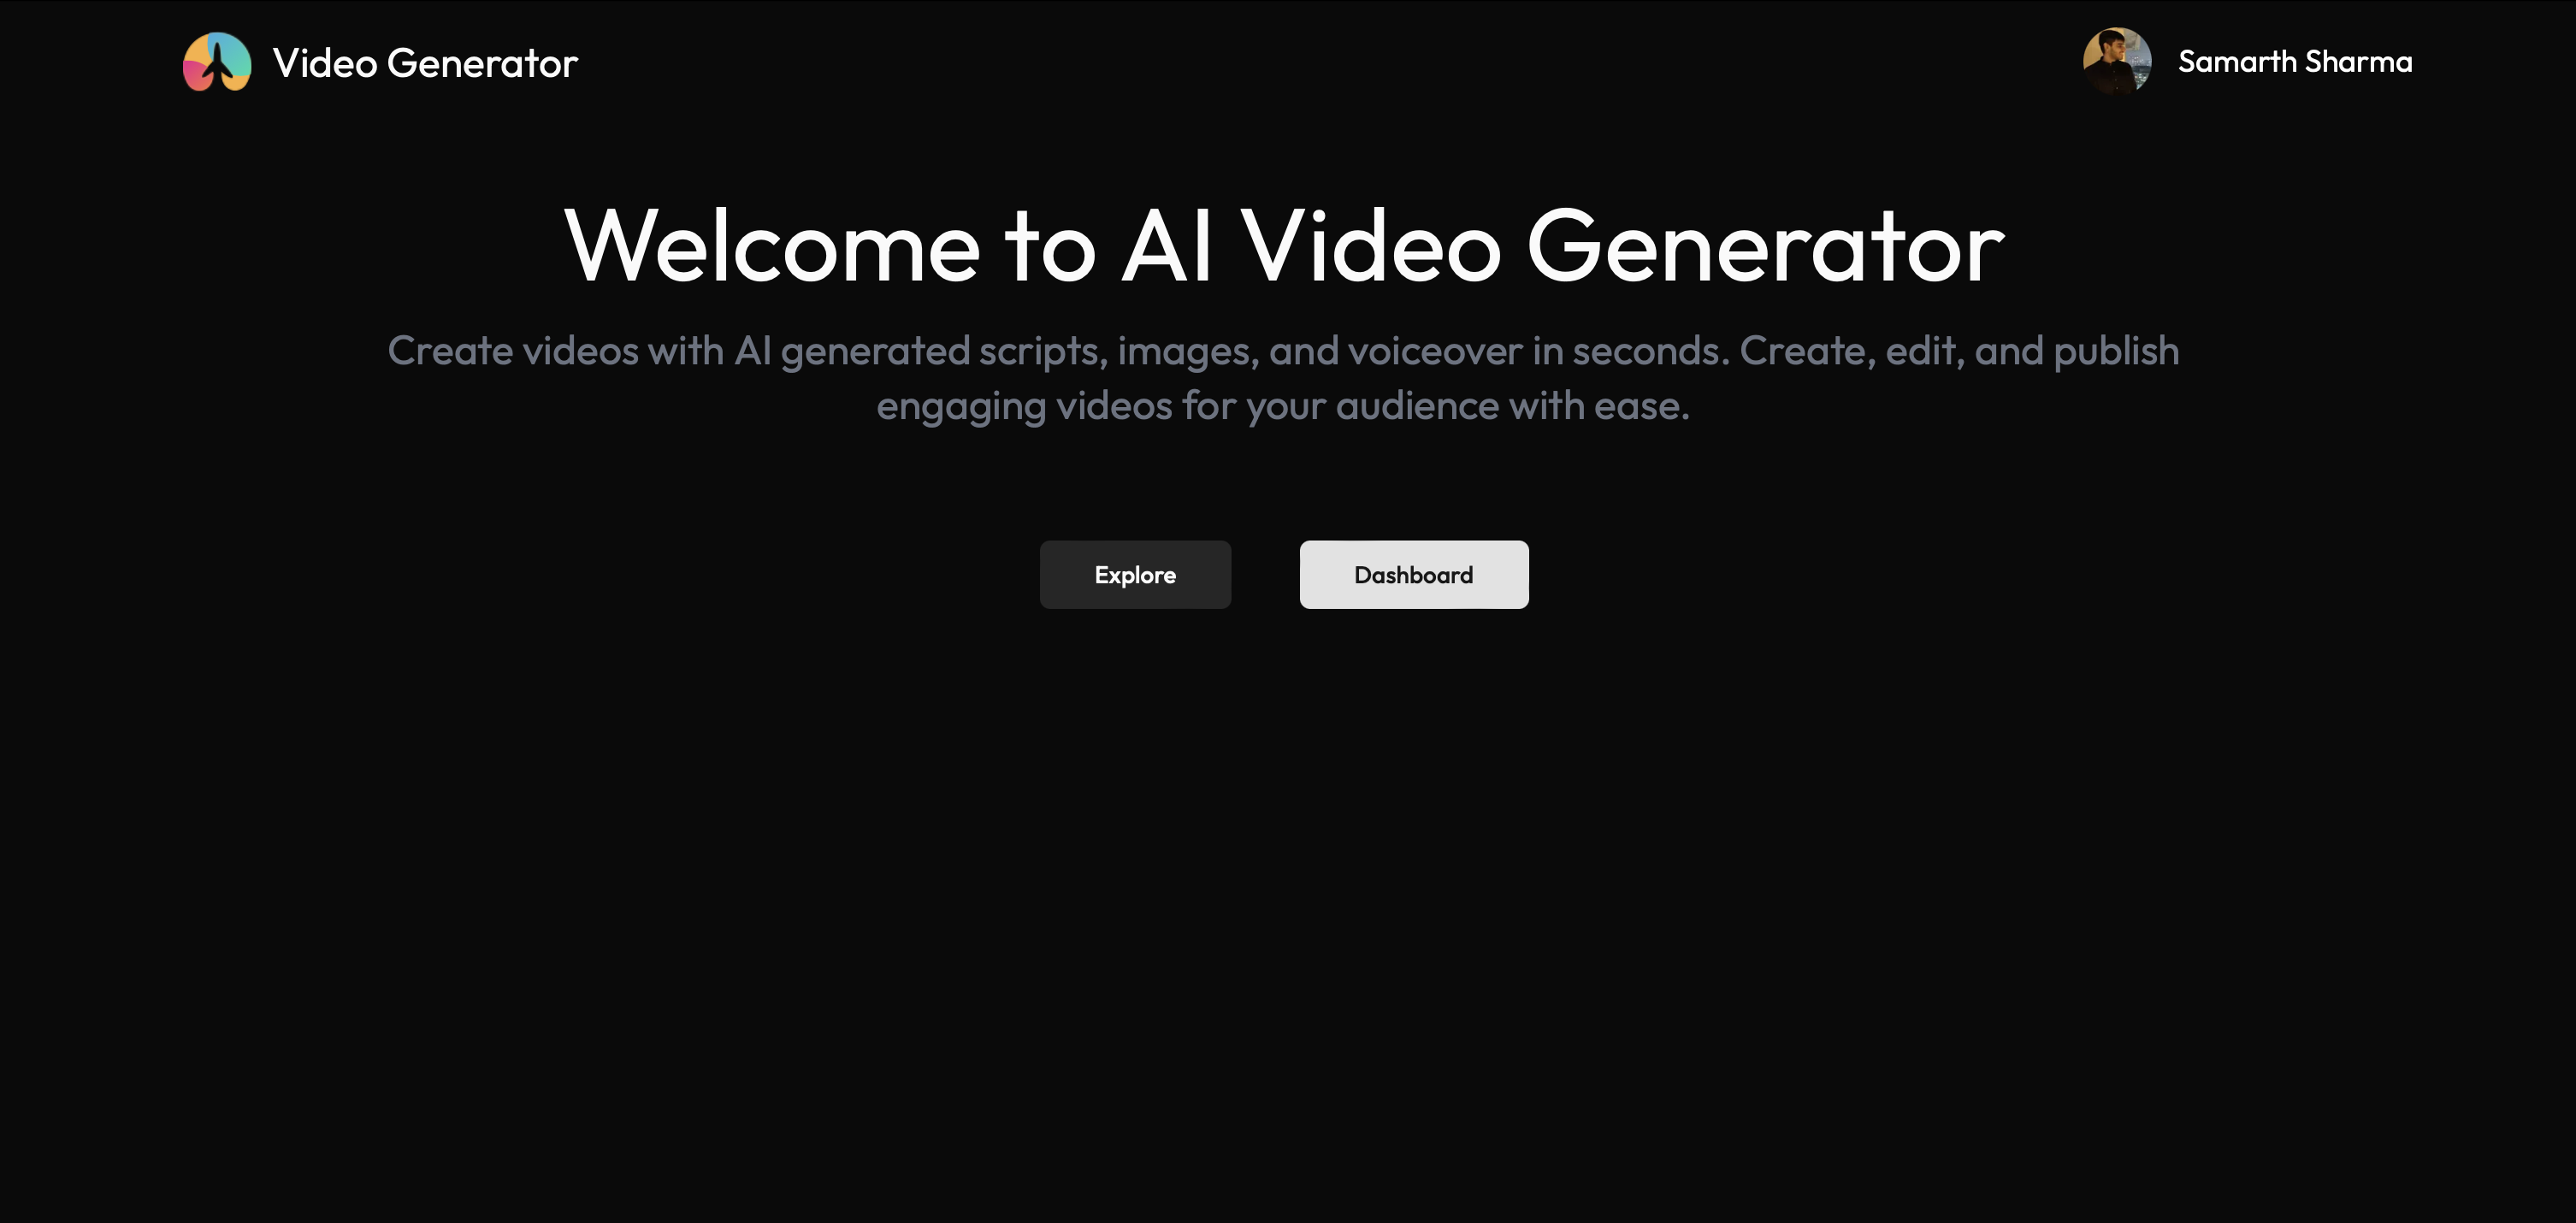 Video Generator
Samarth Sharma
Welcome to AI Video Generator
Create videos with AI generated scripts, images, and voiceover in seconds. Create, edit, and publish
engaging videos for your audience with ease.
Explore
Dashboard